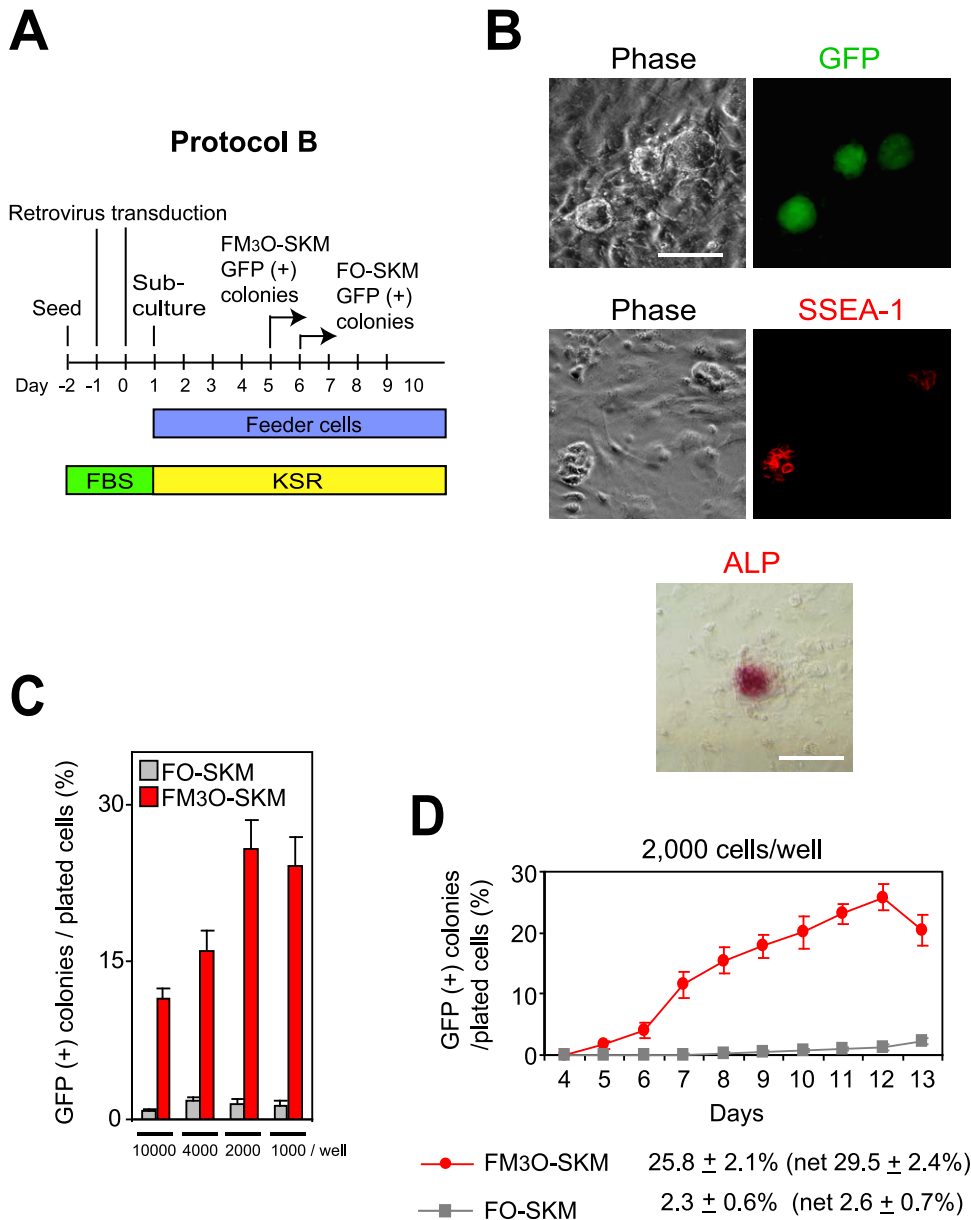 A
Protocol B
Retrovirus transduction
FM3O-SKM
GFP (+)
colonies
FO-SKM
GFP (+)
colonies
Sub-
culture
Seed
Day -2 -1 0 1 2 3 4 5 6 7 8 9 10
Feeder cells
FBS KSR
B
Phase GFP
Phase SSEA-1
ALP
C
GFP (+) colonies / plated cells (%)
FO-SKM
FM3O-SKM
30
15
0
10000 4000 2000 1000 / well
D
2,000 cells/well
GFP (+) colonies
/plated cells (%)
30
20
10
0
4 5 6 7 8 9 10 11 12 13
Days
FM3O-SKM 25.8 ± 2.1% (net 29.5 ± 2.4%)
FO-SKM 2.3 ± 0.6% (net 2.6 ± 0.7%)